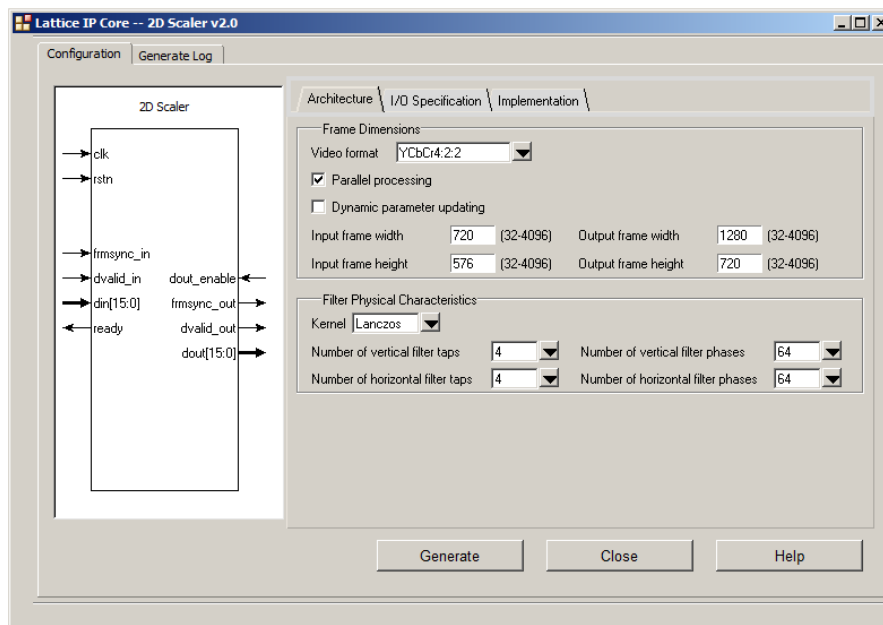 Lattice IP Core -- 2D Scaler v2.0
Configuration
Generate Log
2D Scaler
clk
rstn
frmsync_in
dvalid_in dout_enable
din[15:0] frmsync_out
ready dvalid_out
dout[15:0]
Architecture I/O Specification Implementation
Frame Dimensions
Video format YCbCr4:2:2
Parallel processing
Dynamic parameter updating
Input frame width 720 (32-4096) Output frame width 1280 (32-4096)
Input frame height 576 (32-4096) Output frame height 720 (32-4096)
Filter Physical Characteristics
Kernel Lanczos
Number of vertical filter taps 4 Number of vertical filter phases 64
Number of horizontal filter taps 4 Number of horizontal filter phases 64
Generate Close Help